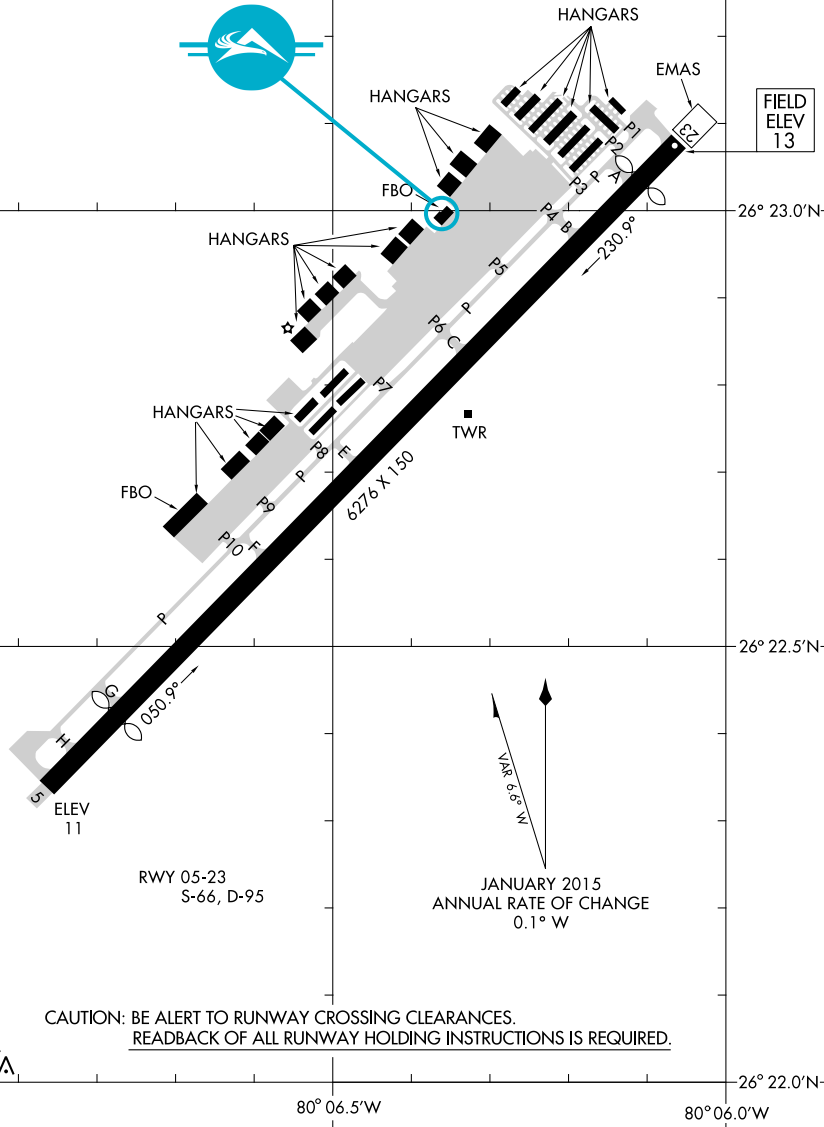 HANGARS
EMAS
HANGARS
FIELD
ELEV
13
P1
23
P2
FBO
P3
P
A
P4
B
26° 23.0'N
HANGARS
230.9°
P5
P
P6
C
P7
HANGARS
TWR
P8
E
FBO
P
6276 X 150
P9
P10
F
P
26° 22.5'N
G
050.9°
H
5
ELEV
11
VAR 6.6° W
RWY 05-23
S-66, D-95
JANUARY 2015
ANNUAL RATE OF CHANGE
0.1° W
CAUTION: BE ALERT TO RUNWAY CROSSING CLEARANCES.
READBACK OF ALL RUNWAY HOLDING INSTRUCTIONS IS REQUIRED.
A
26° 22.0'N
80° 06.5'W
80° 06.0'W